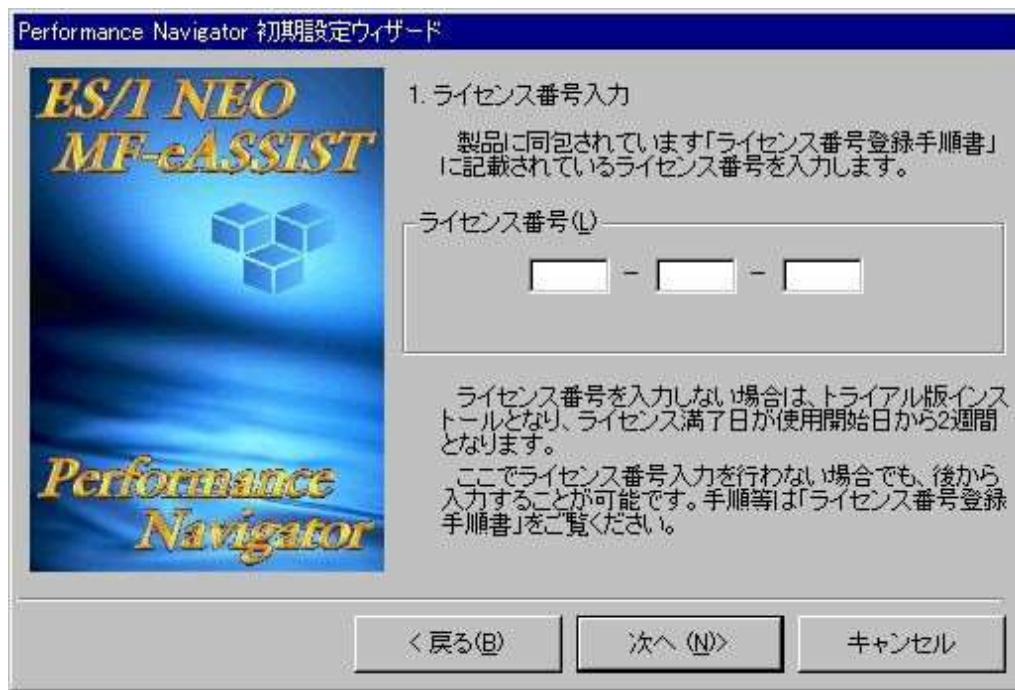 Performance Navigator 初期設定ウィザード
ES/1 NEO
MF-eASSIST
Performance
Navigator
1. ライセンス番号入力
製品に同包されています「ライセンス番号登録手順書」
に記載されているライセンス番号を入力します。
ライセンス番号(L)
- -
ライセンス番号を入力しない場合は、トライアル版インス
トールとなり、ライセンス満了日が使用開始日から2週間
となります。
ここでライセンス番号入力を行わない場合でも、後から
入力することが可能です。手順等は「ライセンス番号登録
手順書」をご覧ください。
< 戻る(B)
次へ (N)>
キャンセル